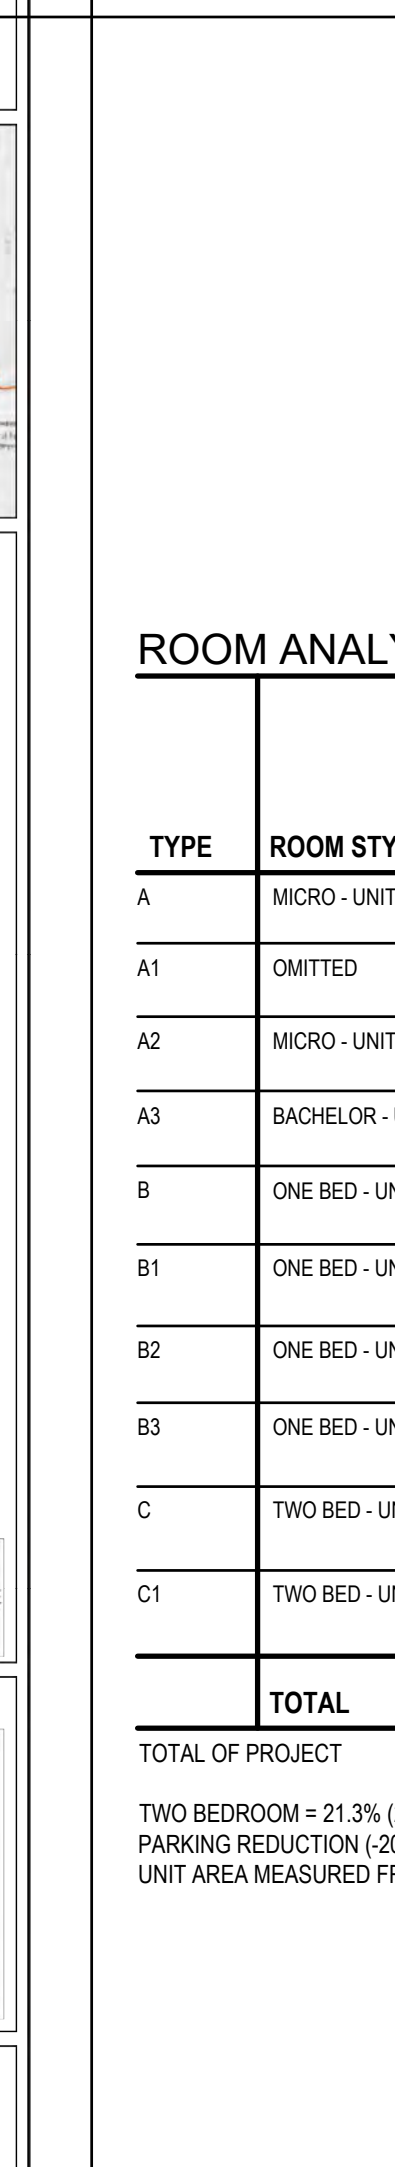 ROOM ANALY
TYPE ROOM STY
A MICRO - UNIT
A1 OMITTED
A2 MICRO - UNIT
A3 BACHELOR -
B ONE BED - UN
B1 ONE BED - UN
B2 ONE BED - UN
B3 ONE BED - UN
C TWO BED - UN
C1 TWO BED - UN
TOTAL
TOTAL OF PROJECT
TWO BEDROOM = 21.3% (
PARKING REDUCTION (-20
UNIT AREA MEASURED FR